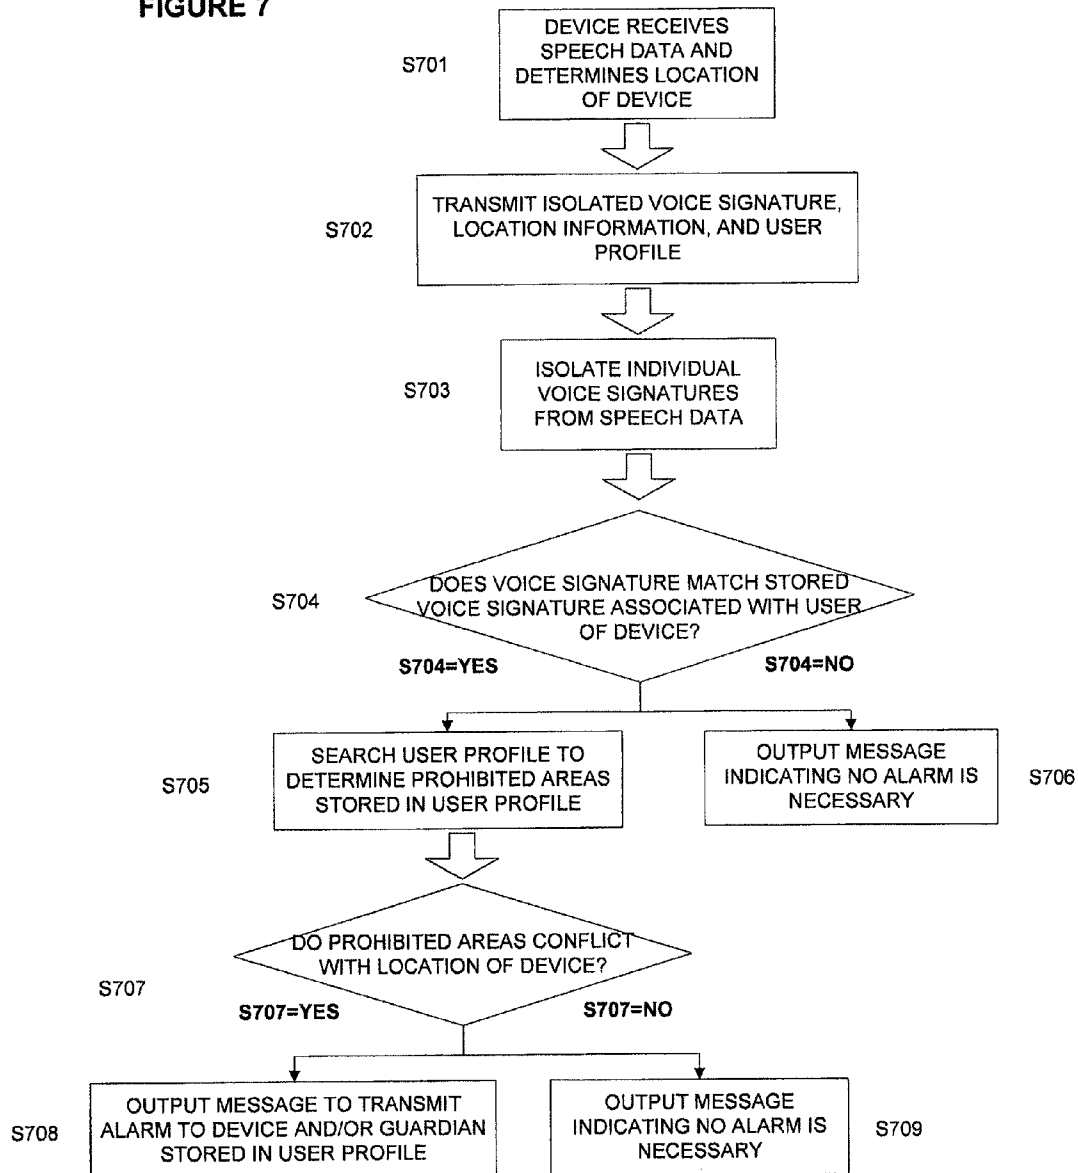 FIGURE 7
S701
DEVICE RECEIVES
SPEECH DATA AND
DETERMINES LOCATION
OF DEVICE
S702
TRANSMIT ISOLATED VOICE SIGNATURE,
LOCATION INFORMATION, AND USER
PROFILE
S703
ISOLATE INDIVIDUAL
VOICE SIGNATURES
FROM SPEECH DATA
S704
DOES VOICE SIGNATURE MATCH STORED
VOICE SIGNATURE ASSOCIATED WITH USER
OF DEVICE?
S704=YES
S704=NO
S705
SEARCH USER PROFILE TO
DETERMINE PROHIBITED AREAS
STORED IN USER PROFILE
OUTPUT MESSAGE
INDICATING NO ALARM IS
NECESSARY
S706
DO PROHIBITED AREAS CONFLICT
WITH LOCATION OF DEVICE?
S707
S707=YES
S707=NO
S708
OUTPUT MESSAGE TO TRANSMIT
ALARM TO DEVICE AND/OR GUARDIAN
STORED IN USER PROFILE
OUTPUT MESSAGE
INDICATING NO ALARM IS
NECESSARY
S709